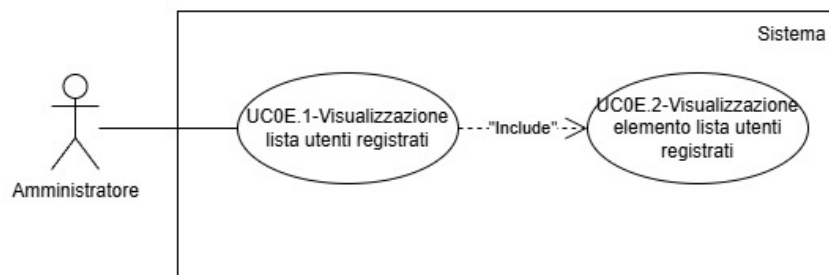 Sistema
UC0E.1-Visualizzazione
lista utenti registrati
"Include"
UC0E.2-Visualizzazione
elemento lista utenti
registrati
Amministratore